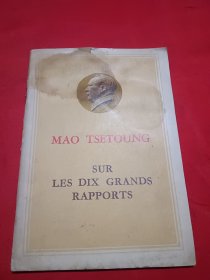 MAO TSETOUNG
SUR
LES DIX GRANDS
RAPPORTS